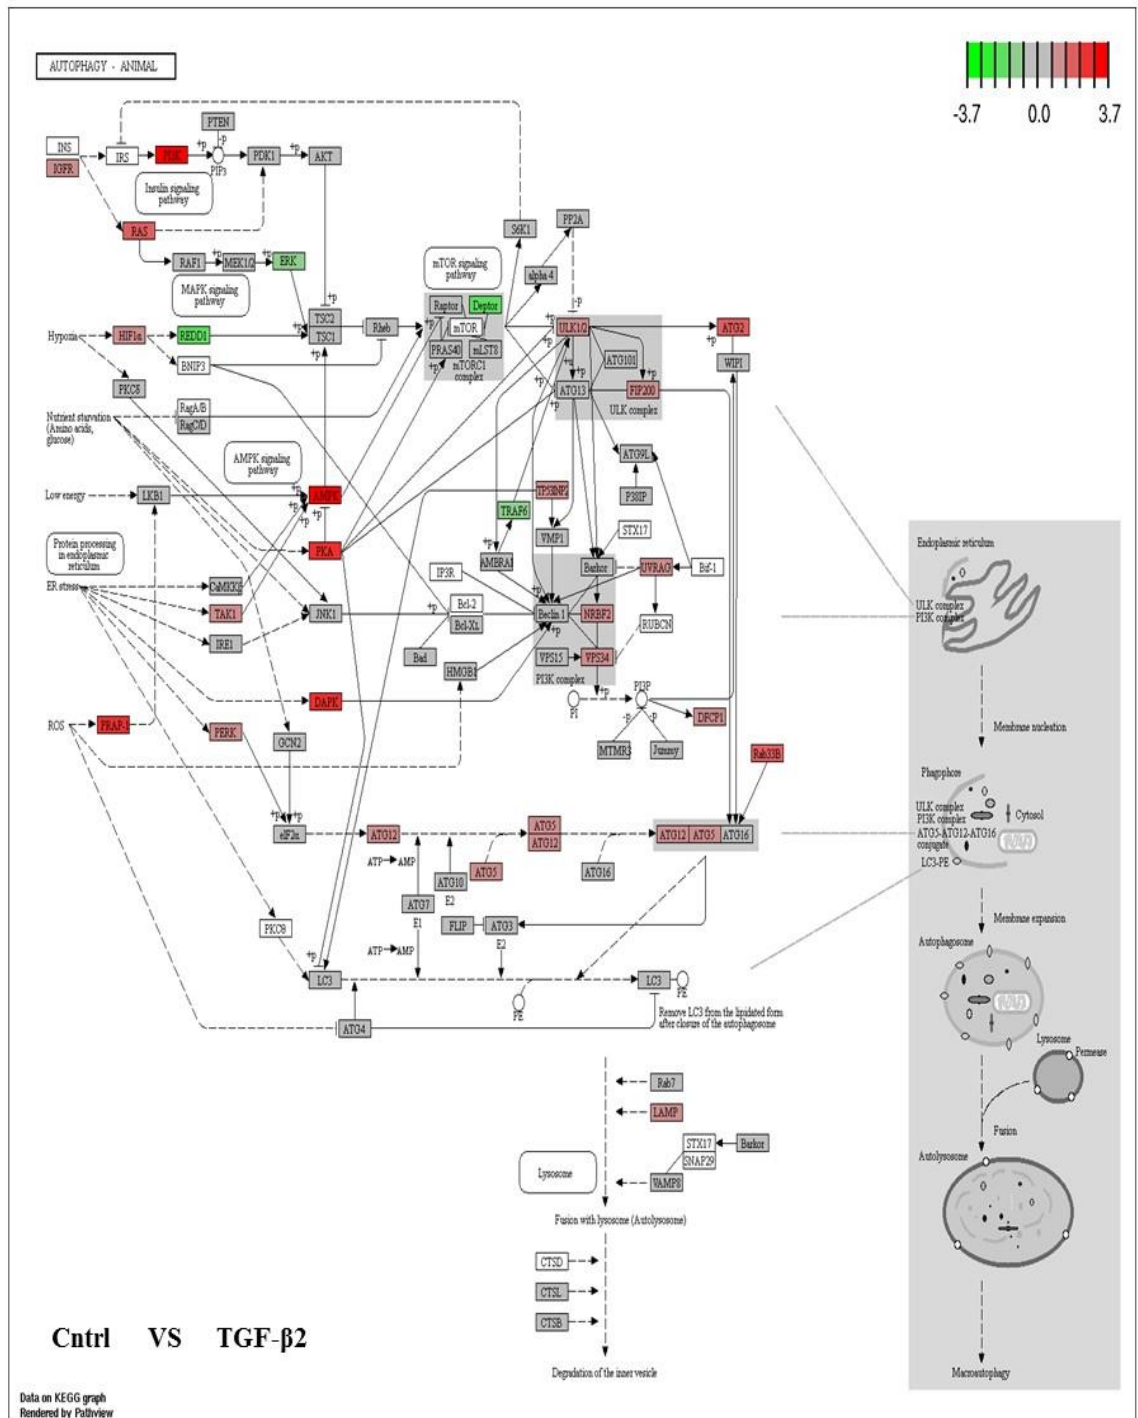 AUTOPHAGY - ANIMAL
-3.7 0.0 3.7
PTEN
INS
IGFR
IRS
+p
PI3K
+p
-p
PIP3
PDK1
+p
AKT
Insulin signaling
pathway
RAS
RAF1
+p
MEK1/2
+p
ERK
MAPK signaling
pathway
mTOR signaling
pathway
S6K1
PP2A
alpha 4
-p
+p
TSC2
TSC1
+p
Rheb
Raptor
Deptor
mTOR
PRAS40
mLST8
mTORC1
complex
+p
+p
Hypoxia
HIF1α
REDD1
BNIP3
PKCδ
+p
+p
ULK1/2
+u
+p
ATG101
ATG13
FIP200
ULK complex
+p
+p
+p
ATG2
+p
WIPI
Nutrient starvation
(Amino acids,
glucose)
RagA/B
RagC/D
AMPK signaling
pathway
Low energy
LKB1
+p
AMPK
+p
+p
+p
PKA
ATG9L
P38IP
TP53INP2
TRAF6
VMP1
STX17
+p
AMBRA1
Barkor
UVRAG
Bif-1
Protein processing
in endoplasmic
reticulum
ER stress
CaMKKβ
TAK1
IRE1
JNK1
+p
IP3R
Bcl-2
Bcl-XL
Bad
HMGB1
+p
Beclin 1
+p
NRBF2
RUBCN
VPS15
VPS34
PI3K complex
+p
PI
PI3P
-p
-p
DFCP1
MTMR3
Jummy
Rab33B
DAPK
ROS
PRAP-1
PERK
GCN2
+p
+p
eIF2α
ATG12
ATG5
ATG12
ATG12 ATG5 ATG16
ATP AMP
ATG5
ATG10
E2
ATG16
ATG7
E1
FLIP
ATG3
E2
PKCθ
ATP AMP
+p
LC3
LC3
PE
PE
ATG4
Remove LC3 from the lipidated form
after closure of the autophagosome
Rab7
LAMP
STX17
SNAP29
Barkor
VAMP8
Lysosome
Fusion with lysosome (Autolysosome)
CTSD
CTSL
CTSB
Degradation of the inner vesicle
Endoplasmic reticulum
ULK complex
PI3K complex
Membrane nucleation
Phagophore
ULK complex
PI3K complex
Cytosol
ATG5-ATG12-ATG16
conjugate
LC3-PE
Membrane expansion
Autophagosome
Lysosome
Permease
Fusion
Autolysosome
Macroautophagy
Cntrl VS TGF-β2
Data on KEGG graph
Rendered by Pathview